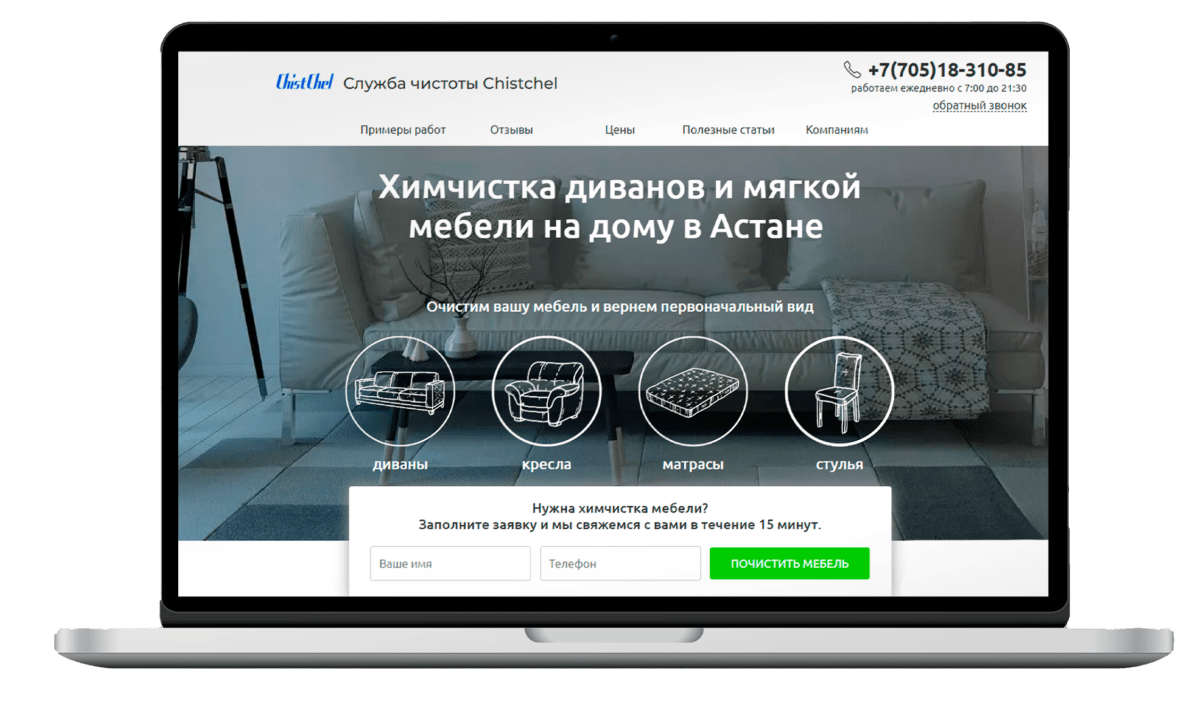 ChistChel
Служба чистоты Chistchel
+7(705)18-310-85
работаем ежедневно с 7:00 до 21:30
обратный звонок
Примеры работ Отзывы Цены Полезные статьи Компаниям
Химчистка диванов и мягкой
мебели на дому в Астане
Очистим вашу мебель и вернем первоначальный вид
диваны кресла матрасы стулья
Нужна химчистка мебели?
Заполните заявку и мы свяжемся с вами в течение 15 минут.
Ваше имя Телефон ПОЧИСТИТЬ МЕБЕЛЬ